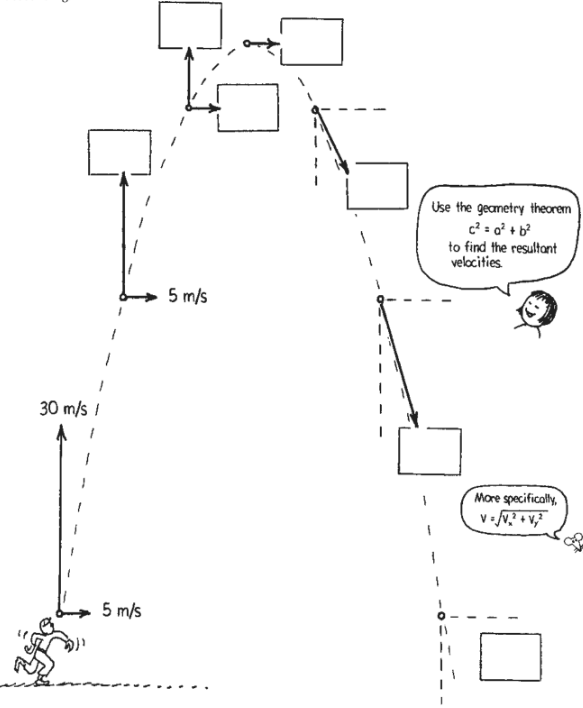 5 m/s
Use the geometry theorem
c² = a² + b²
to find the resultant
velocities.
30 m/s
More specifically,
V = √Vₓ² + Vᵧ²
5 m/s